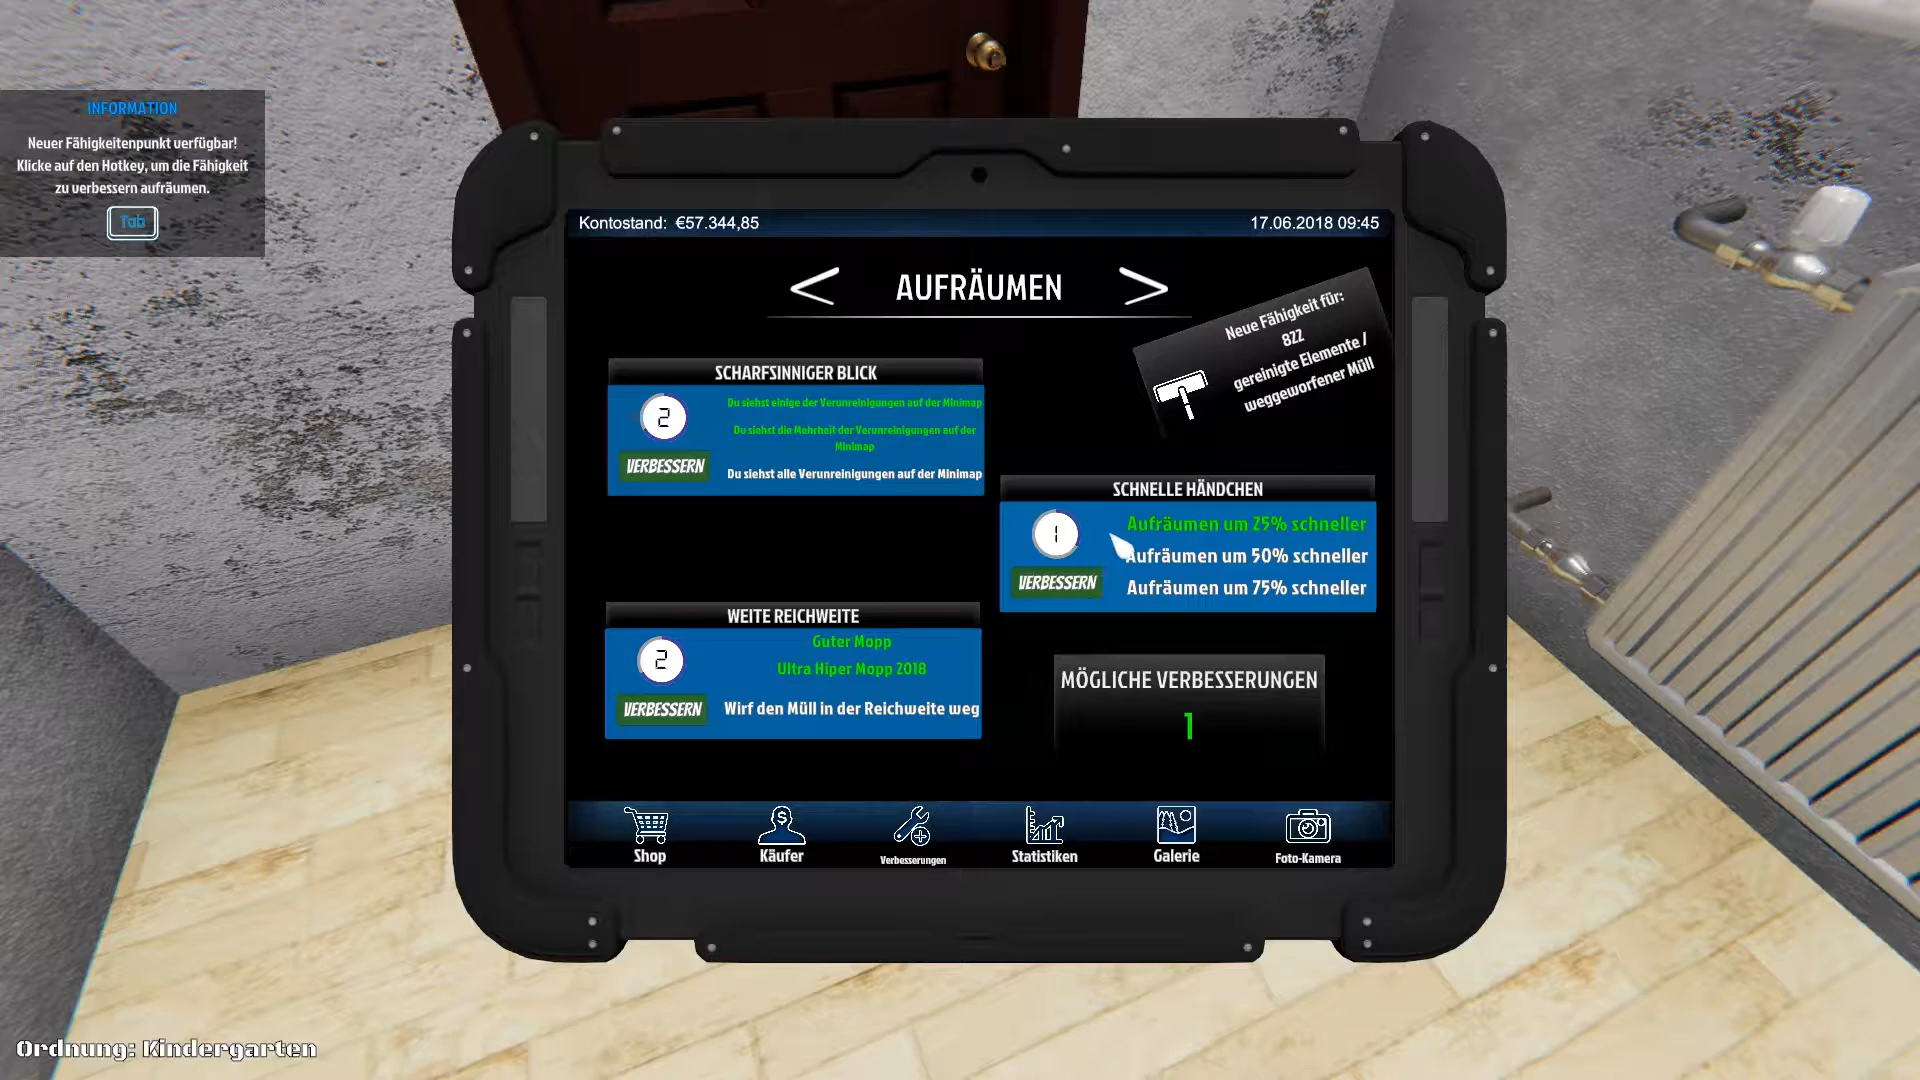 INFORMATION
Neuer Fähigkeitenpunkt verfügbar!
Klicke auf den Hotkey, um die Fähigkeit
zu verbessern aufräumen.
Tab
Kontostand: €57.344,85
17.06.2018 09:45
< AUFRÄUMEN >
Neue Fähigkeit für:
822
gereinigte Elemente /
weggeworfener Müll
SCHARFSINNIGER BLICK
2
VERBESSERN
Du siehst einige der Verunreinigungen auf der Minimap
Du siehst die Mehrheit der Verunreinigungen auf der
Minimap
Du siehst alle Verunreinigungen auf der Minimap
SCHNELLE HÄNDCHEN
1
VERBESSERN
Aufräumen um 25% schneller
Aufräumen um 50% schneller
Aufräumen um 75% schneller
WEITE REICHWEITE
2
VERBESSERN
Guter Mopp
Ultra Hiper Mopp 2018
Wirf den Müll in der Reichweite weg
MÖGLICHE VERBESSERUNGEN
1
Shop
Käufer
Verbesserungen
Statistiken
Galerie
Foto-Kamera
Ordnung: Kindergarten